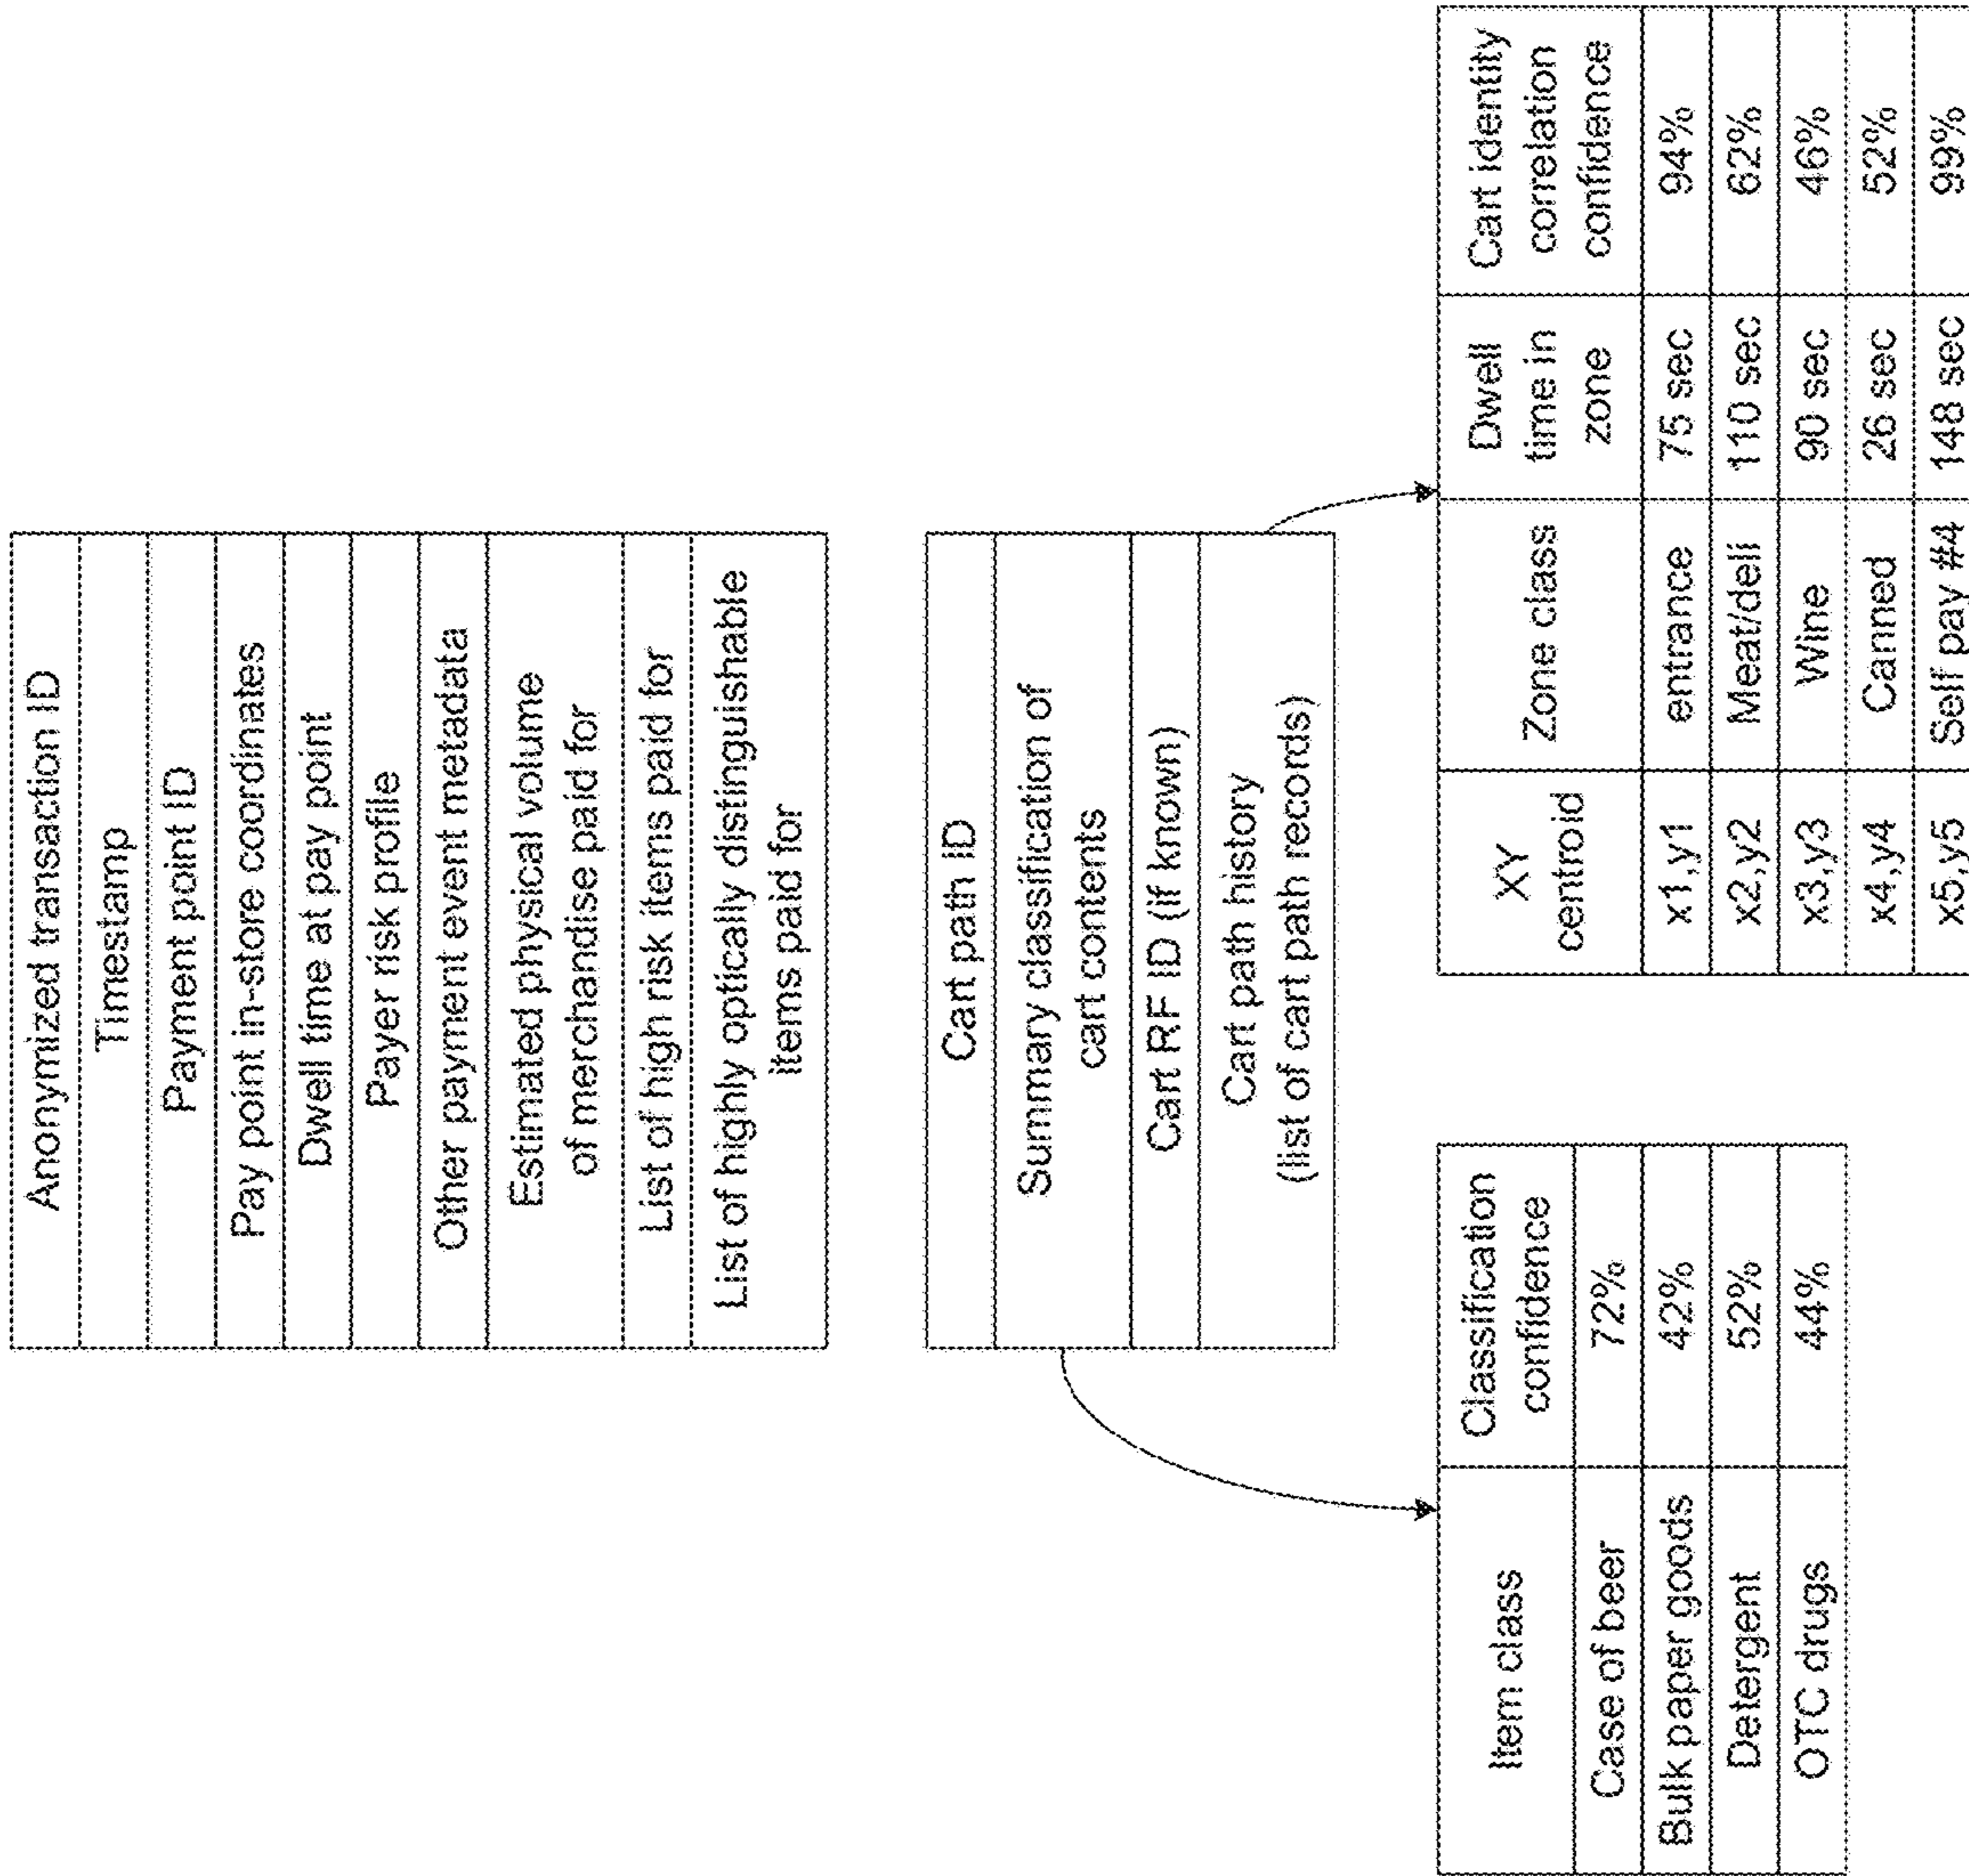 Anonymized transaction ID
Timestamp
Payment point ID
Pay point in-store coordinates
Dwell time at pay point
Payer risk profile
Other payment event metadata
Estimated physical volume
of merchandise paid for
List of high risk items paid for
List of highly optically distinguishable
items paid for
Cart path ID
Summary classification of
cart contents
Cart RF ID (if known)
Cart path history
(list of cart path records)
Item class
Classification
confidence
Case of beer
72%
Bulk paper goods
42%
Detergent
52%
OTC drugs
44%
XY
centroid
Zone class
Dwell
time in
zone
Cart identity
correlation
confidence
x1,y1
entrance
75 sec
94%
x2,y2
Meat/deli
110 sec
62%
x3,y3
Wine
90 sec
46%
x4,y4
Canned
26 sec
52%
x5,y5
Self pay #4
148 sec
99%